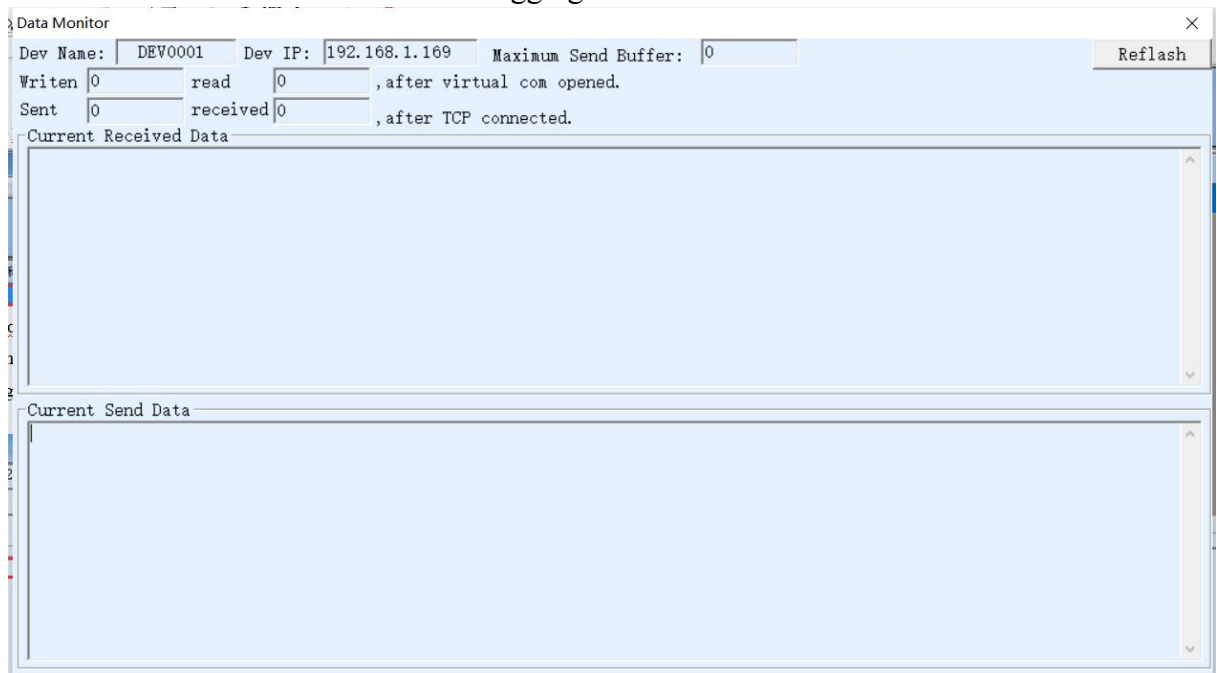 Data Monitor
Dev Name: DEV0001 Dev IP: 192.168.1.169 Maximum Send Buffer: 0 Reflash
Writen 0 read 0 ,after virtual com opened.
Sent 0 received 0 ,after TCP connected.
Current Received Data
Current Send Data